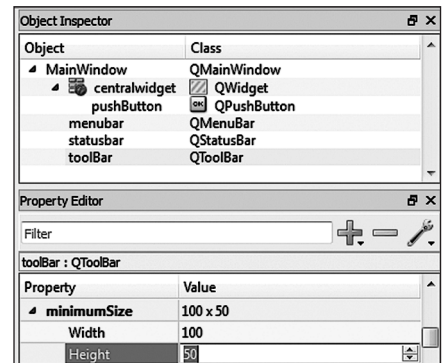 Object Inspector
Object Class
MainWindow QMainWindow
centralwidget QWidget
pushButton OK QPushButton
menubar QMenuBar
statusbar QStatusBar
toolBar QToolBar
Property Editor
Filter
toolBar : QToolBar
Property Value
minimumSize 100 x 50
Width 100
Height 50